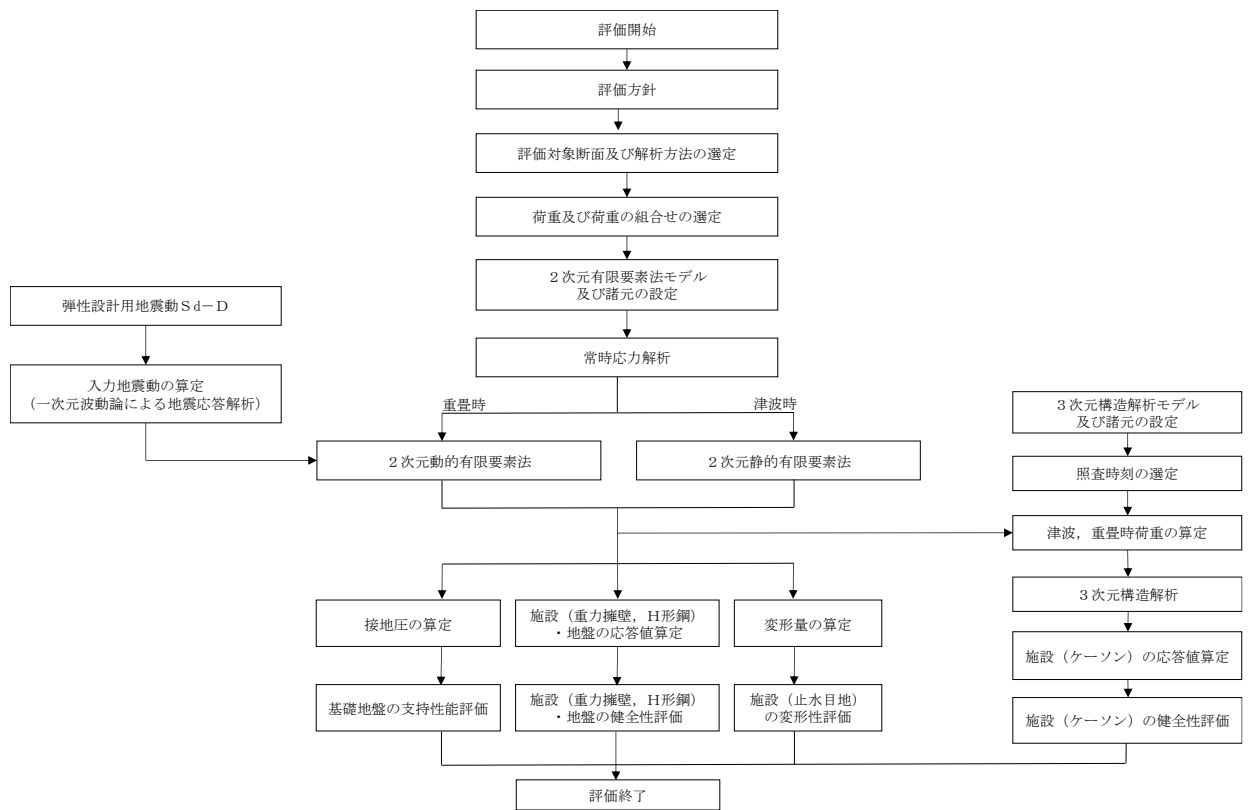 評価開始
評価方針
評価対象断面及び解析方法の選定
荷重及び荷重の組合せの選定
２次元有限要素法モデル
及び諸元の設定
弾性設計用地震動Ｓｄ－Ｄ
常時応力解析
入力地震動の算定
（一次元波動論による地震応答解析）
重畳時
津波時
３次元構造解析モデル
及び諸元の設定
２次元動的有限要素法
２次元静的有限要素法
照査時刻の選定
津波，重畳時荷重の算定
３次元構造解析
接地圧の算定
施設（重力擁壁，Ｈ形鋼）
・地盤の応答値算定
変形量の算定
施設（ケーソン）の応答値算定
基礎地盤の支持性能評価
施設（重力擁壁，Ｈ形鋼）
・地盤の健全性評価
施設（止水目地）
の変形性評価
施設（ケーソン）の健全性評価
評価終了